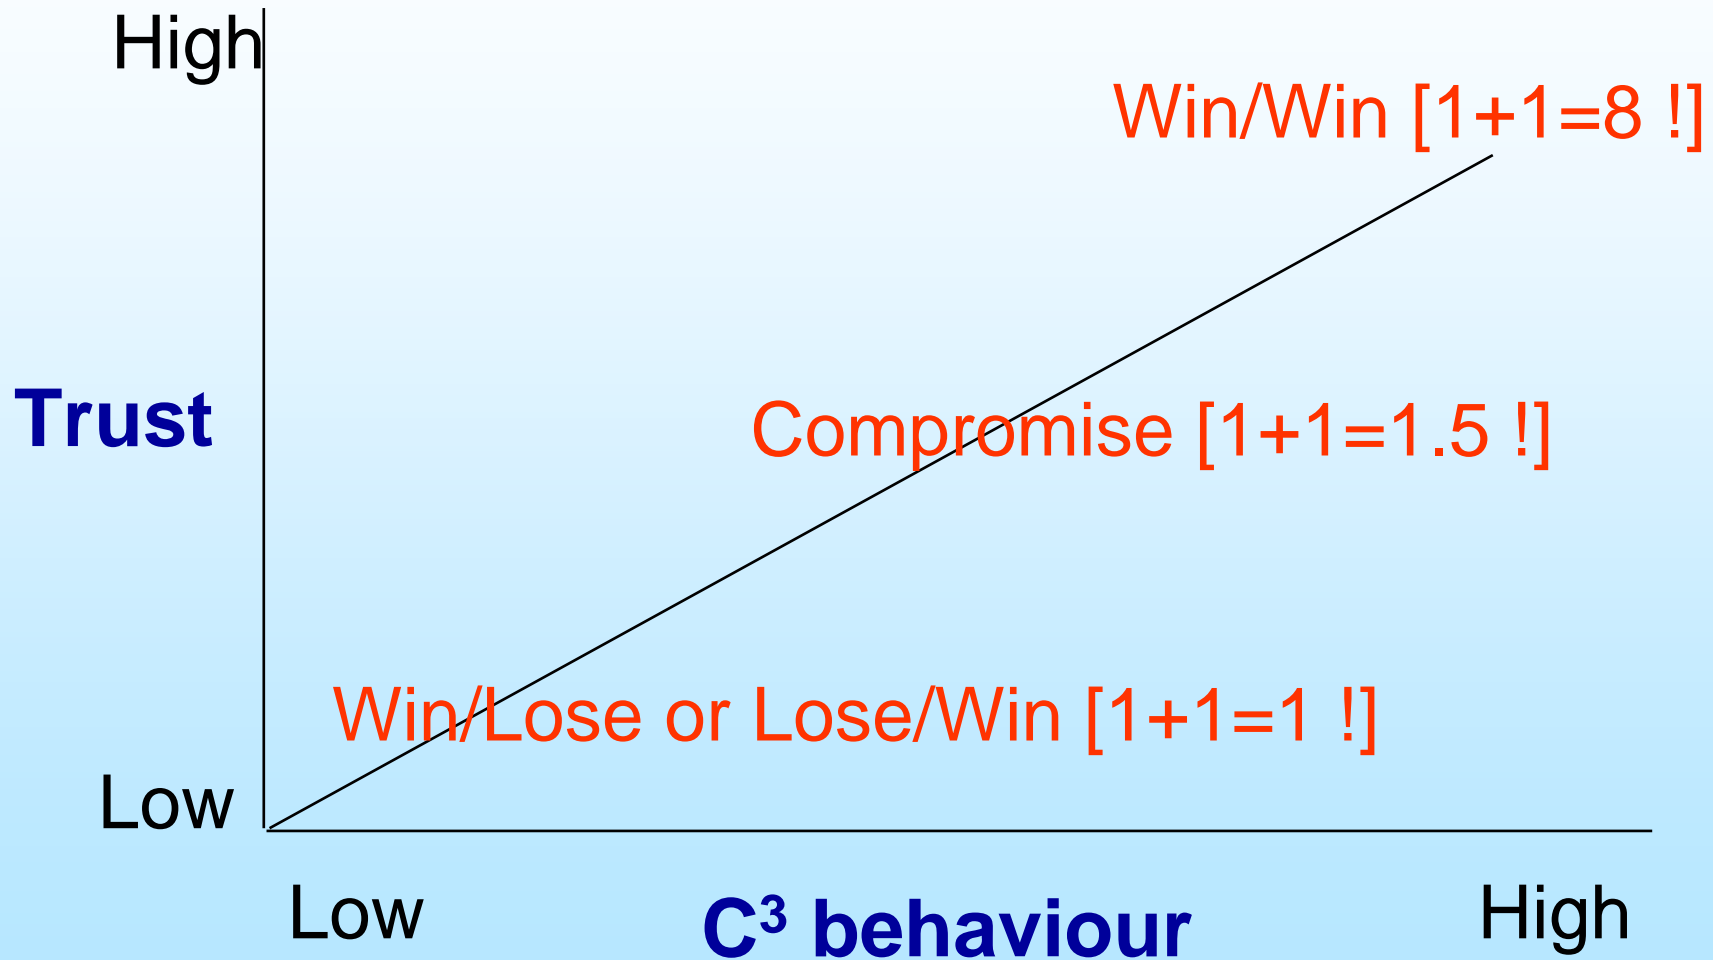 High
Win/Win [1+1=8 !]
Trust
Compromise [1+1=1.5 !]
Win/Lose or Lose/Win [1+1=1 !]
Low
Low
C³ behaviour
High